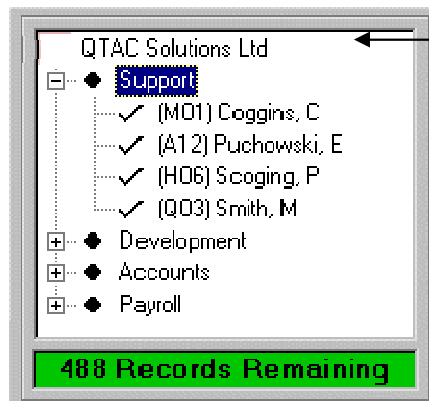 QTAC Solutions Ltd
Support
(M01) Coggins, C
(A12) Puchowski, E
(H06) Scoging, P
(Q03) Smith, M
Development
Accounts
Payroll
488 Records Remaining